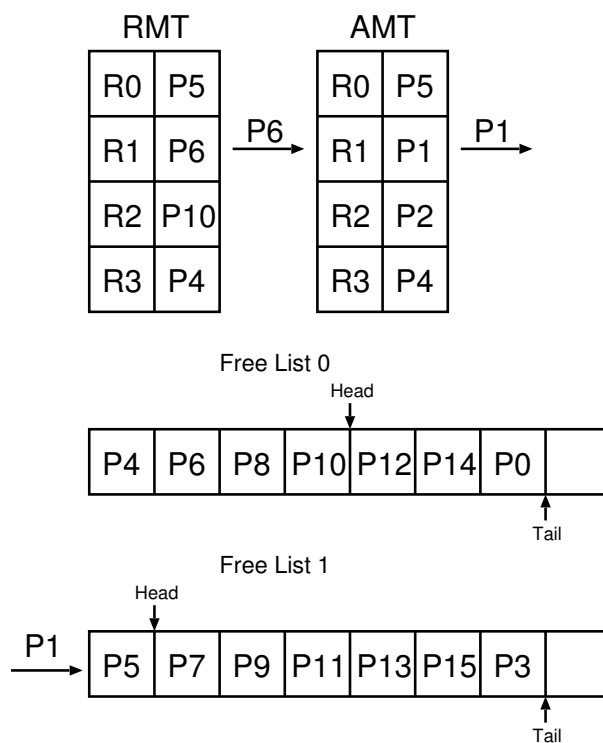 RMT AMT
R0 P5 R0 P5
R1 P6 P6 R1 P1 P1
R2 P10 R2 P2
R3 P4 R3 P4
Free List 0
Head
P4 P6 P8 P10 P12 P14 P0
Tail
Free List 1
Head
P1 P5 P7 P9 P11 P13 P15 P3
Tail